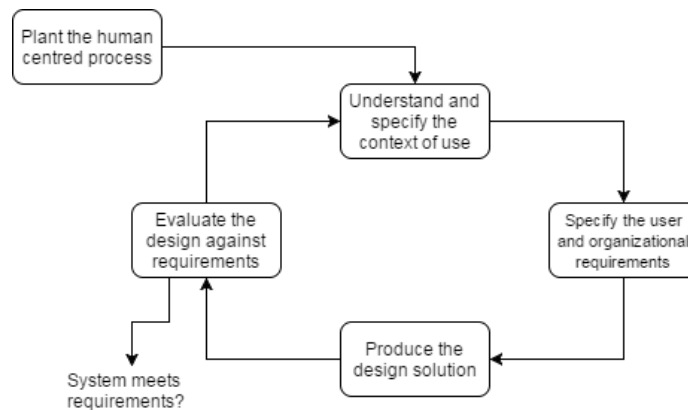 Plant the human
centred process
Understand and
specify the
context of use
Specify the user
and organizational
requirements
Produce the
design solution
Evaluate the
design against
requirements
System meets
requirements?